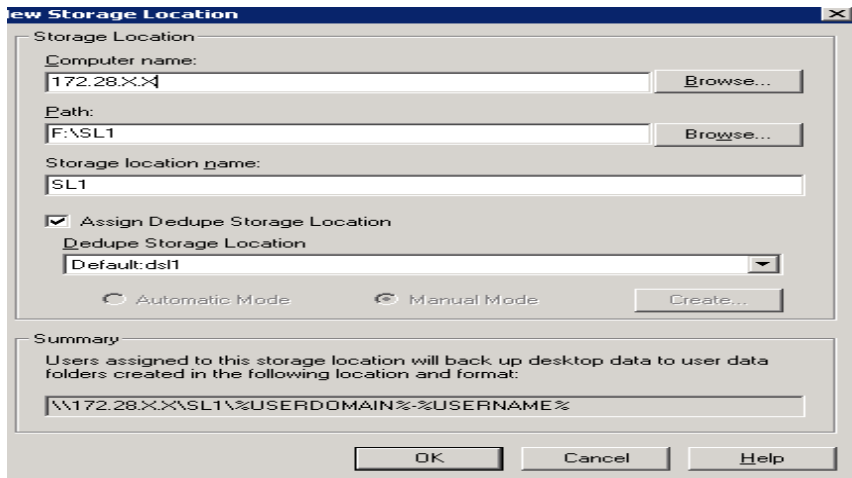 New Storage Location
Storage Location
Computer name:
172.28.X.X
Browse...
Path:
F:\SL1
Browse...
Storage location name:
SL1
Assign Dedupe Storage Location
Dedupe Storage Location
Default:dsl1
Automatic Mode
Manual Mode
Create...
Summary
Users assigned to this storage location will back up desktop data to user data
folders created in the following location and format:
\\172.28.X.X\SL1\%USERDOMAIN%-%USERNAME%
OK
Cancel
Help